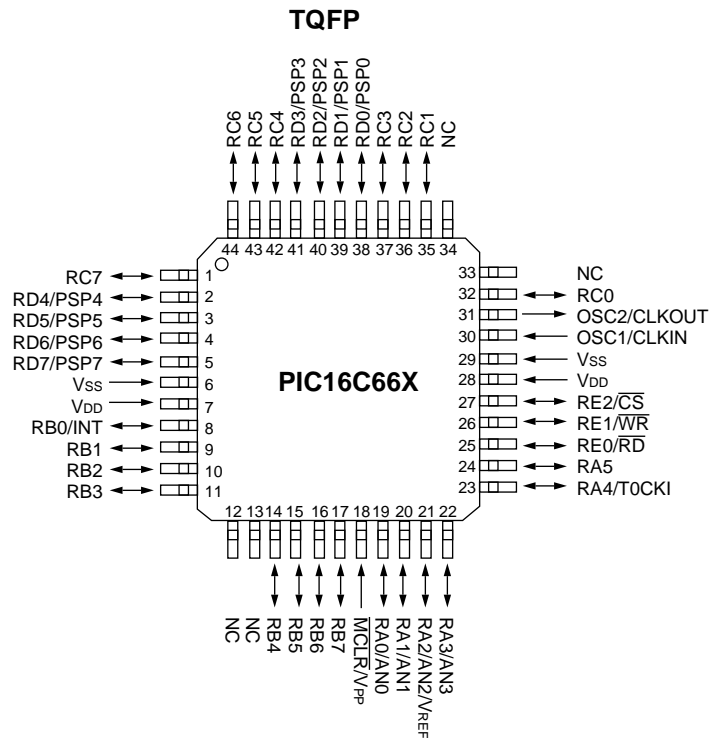 TQFP
RC6
RC5
RC4
RD3/PSP3
RD2/PSP2
RD1/PSP1
RD0/PSP0
RC3
RC2
RC1
NC
44 43 42 41 40 39 38 37 36 35 34
RC7 1
RD4/PSP4 2
RD5/PSP5 3
RD6/PSP6 4
RD7/PSP7 5
VSS 6
VDD 7
RB0/INT 8
RB1 9
RB2 10
RB3 11
PIC16C66X
33 NC
32 RC0
31 OSC2/CLKOUT
30 OSC1/CLKIN
29 VSS
28 VDD
27 RE2/C̅S̅
26 RE1/W̅R̅
25 RE0/R̅D̅
24 RA5
23 RA4/T0CKI
12 13 14 15 16 17 18 19 20 21 22
NC
NC
RB4
RB5
RB6
RB7
M̅C̅L̅R̅/VPP
RA0/AN0
RA1/AN1
RA2/AN2/VREF
RA3/AN3